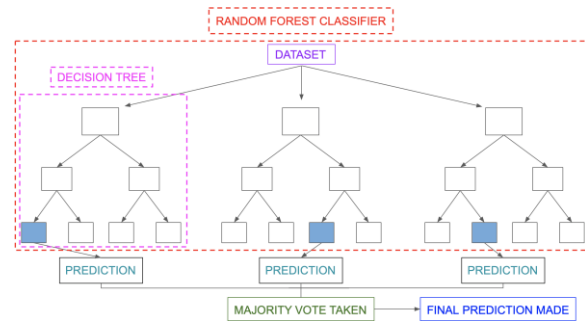 RANDOM FOREST CLASSIFIER
DATASET
DECISION TREE
PREDICTION
PREDICTION
PREDICTION
MAJORITY VOTE TAKEN
FINAL PREDICTION MADE